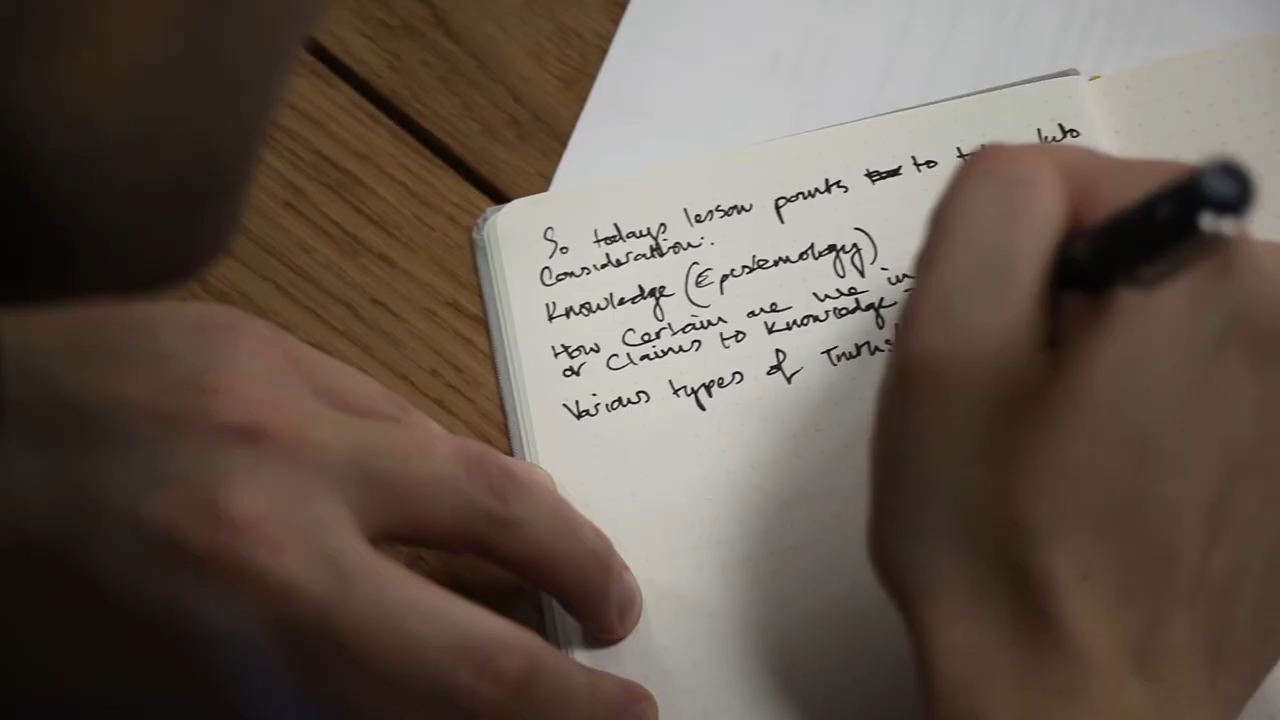 So todays lesson points to into
Consideration.
Knowledge (Epistemology)
How Certain are we in
or Claims to Knowledge
Various types of Truths